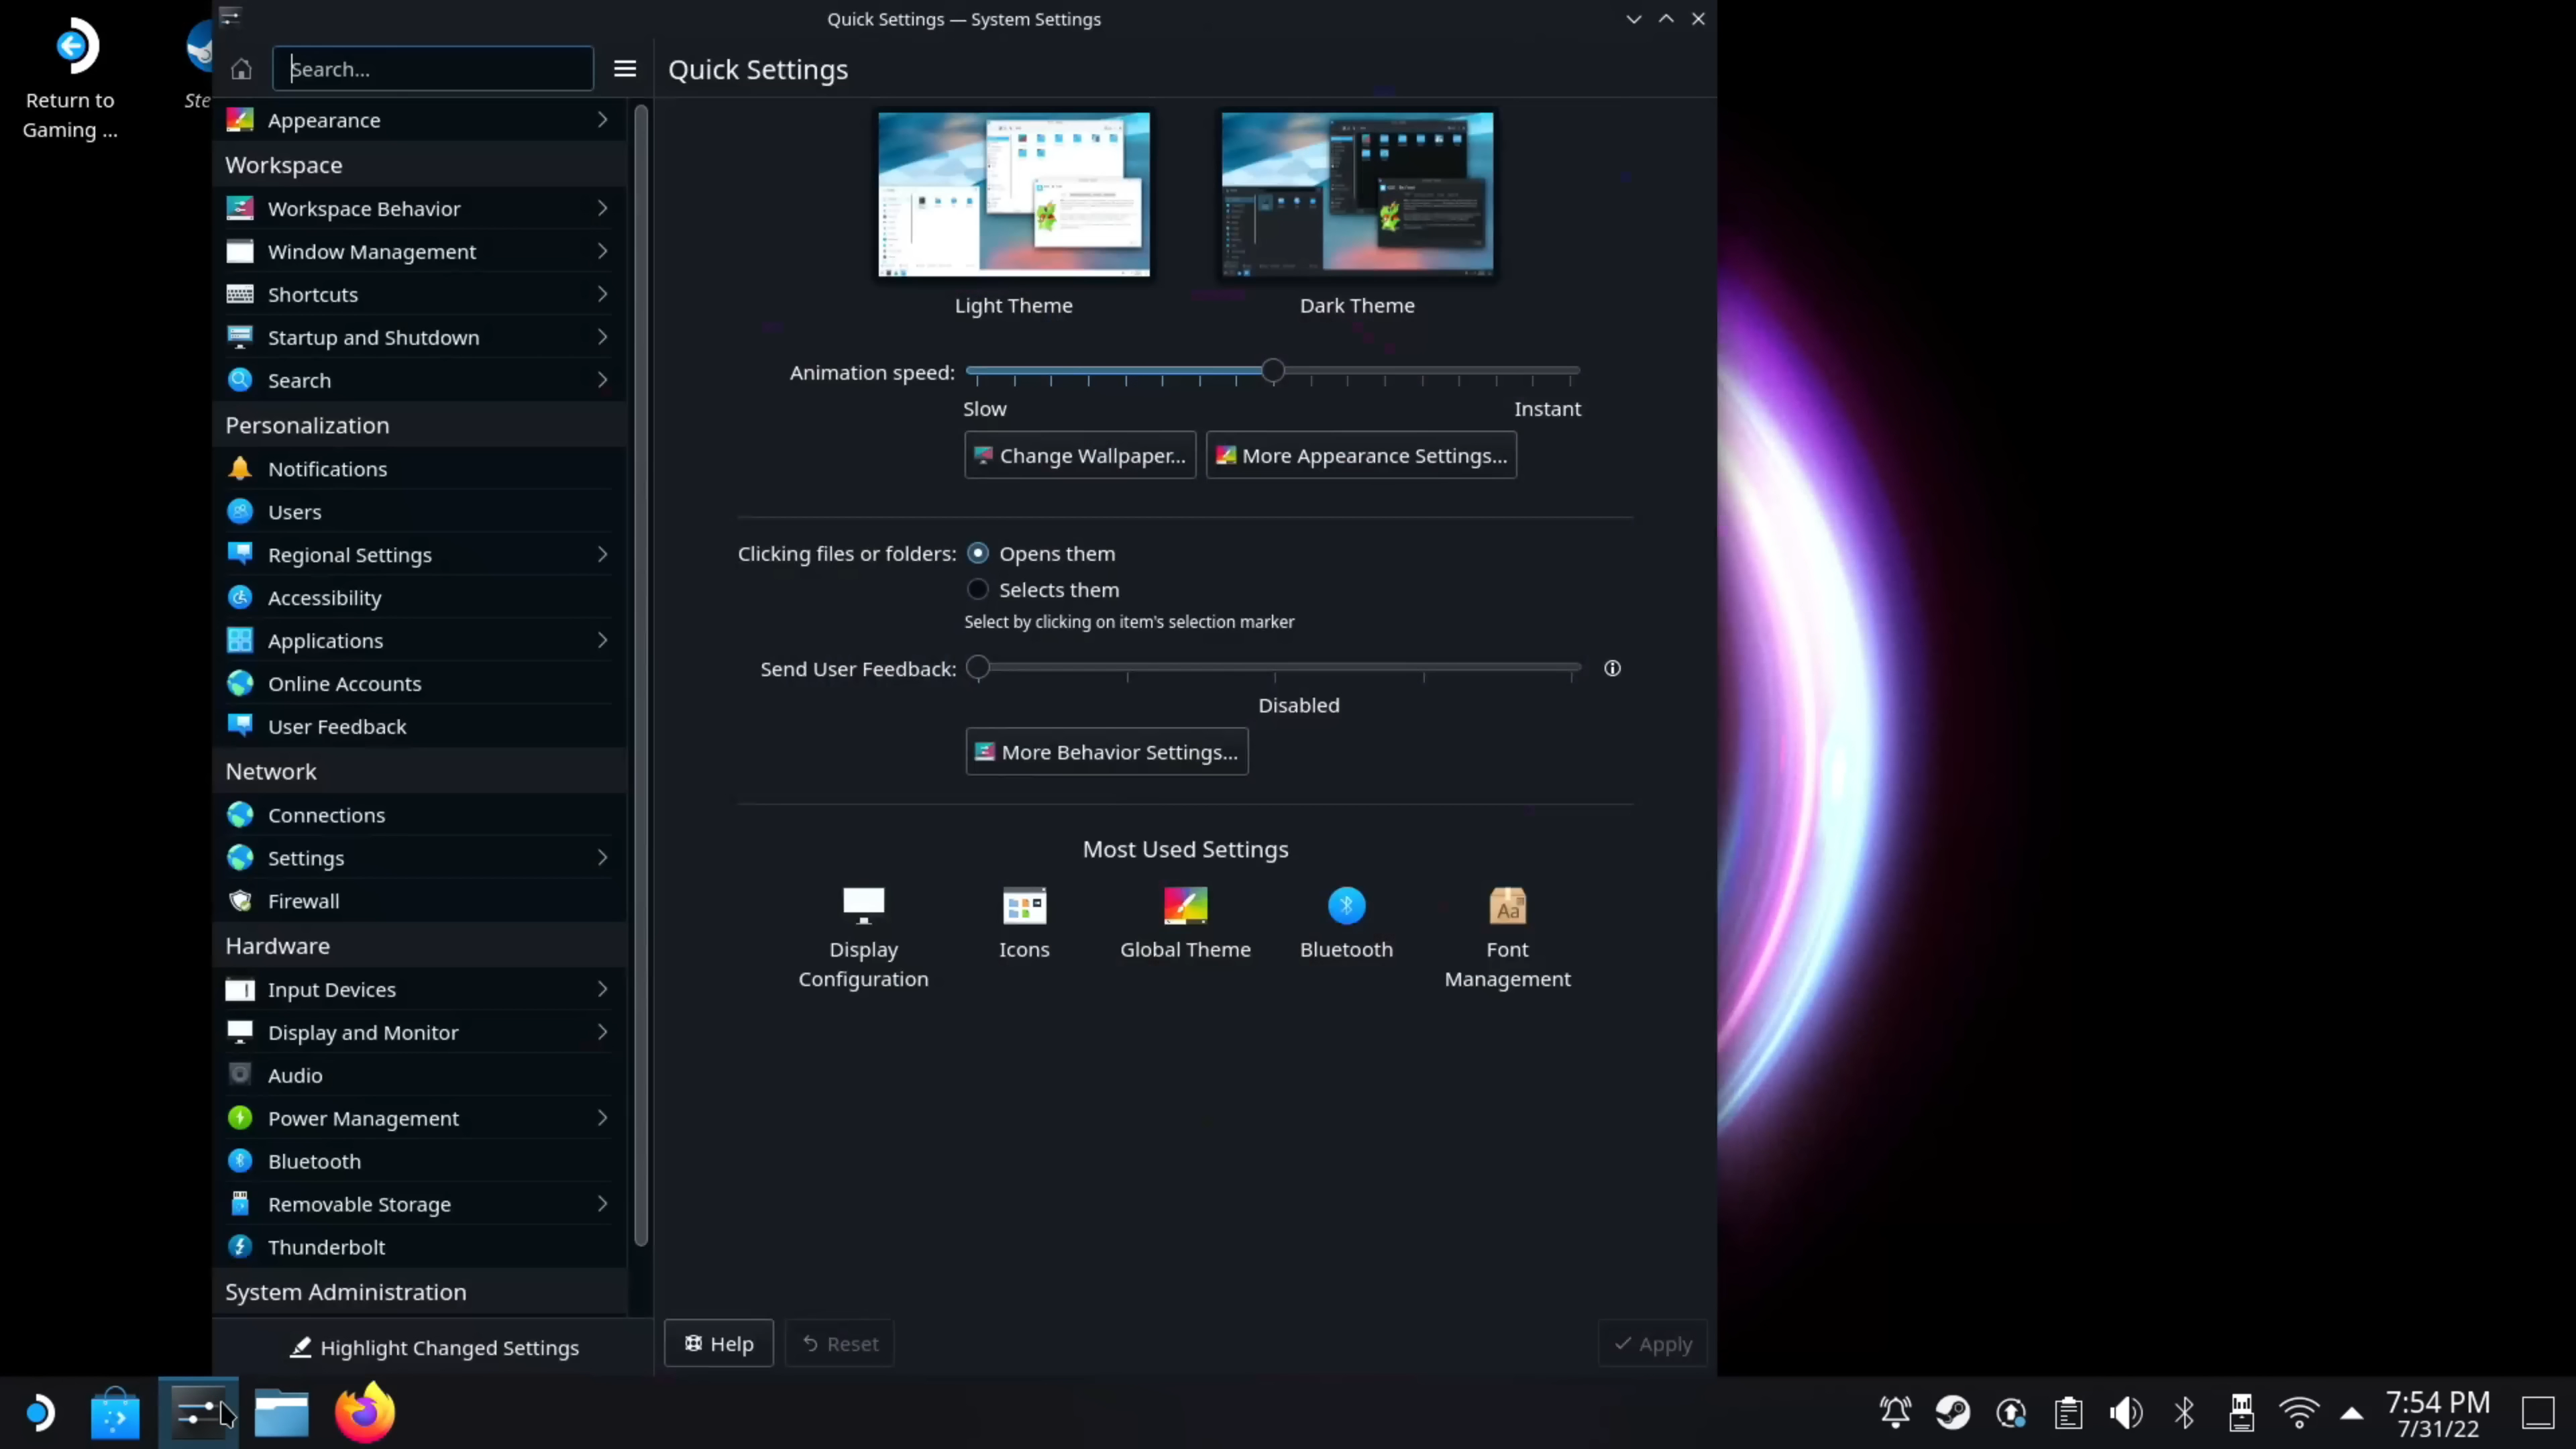 Return to
Gaming ...
Ste
Quick Settings — System Settings
Search...
Quick Settings
Appearance
Workspace
Workspace Behavior
Window Management
Shortcuts
Startup and Shutdown
Search
Personalization
Notifications
Users
Regional Settings
Accessibility
Applications
Online Accounts
User Feedback
Network
Connections
Settings
Firewall
Hardware
Input Devices
Display and Monitor
Audio
Power Management
Bluetooth
Removable Storage
Thunderbolt
System Administration
Highlight Changed Settings
Light Theme
Dark Theme
Animation speed:
Slow
Instant
Change Wallpaper...
More Appearance Settings...
Clicking files or folders:
Opens them
Selects them
Select by clicking on item's selection marker
Send User Feedback:
Disabled
More Behavior Settings...
Most Used Settings
Display
Configuration
Icons
Global Theme
Bluetooth
Font
Management
Aa
Help
Reset
Apply
7:54 PM
7/31/22